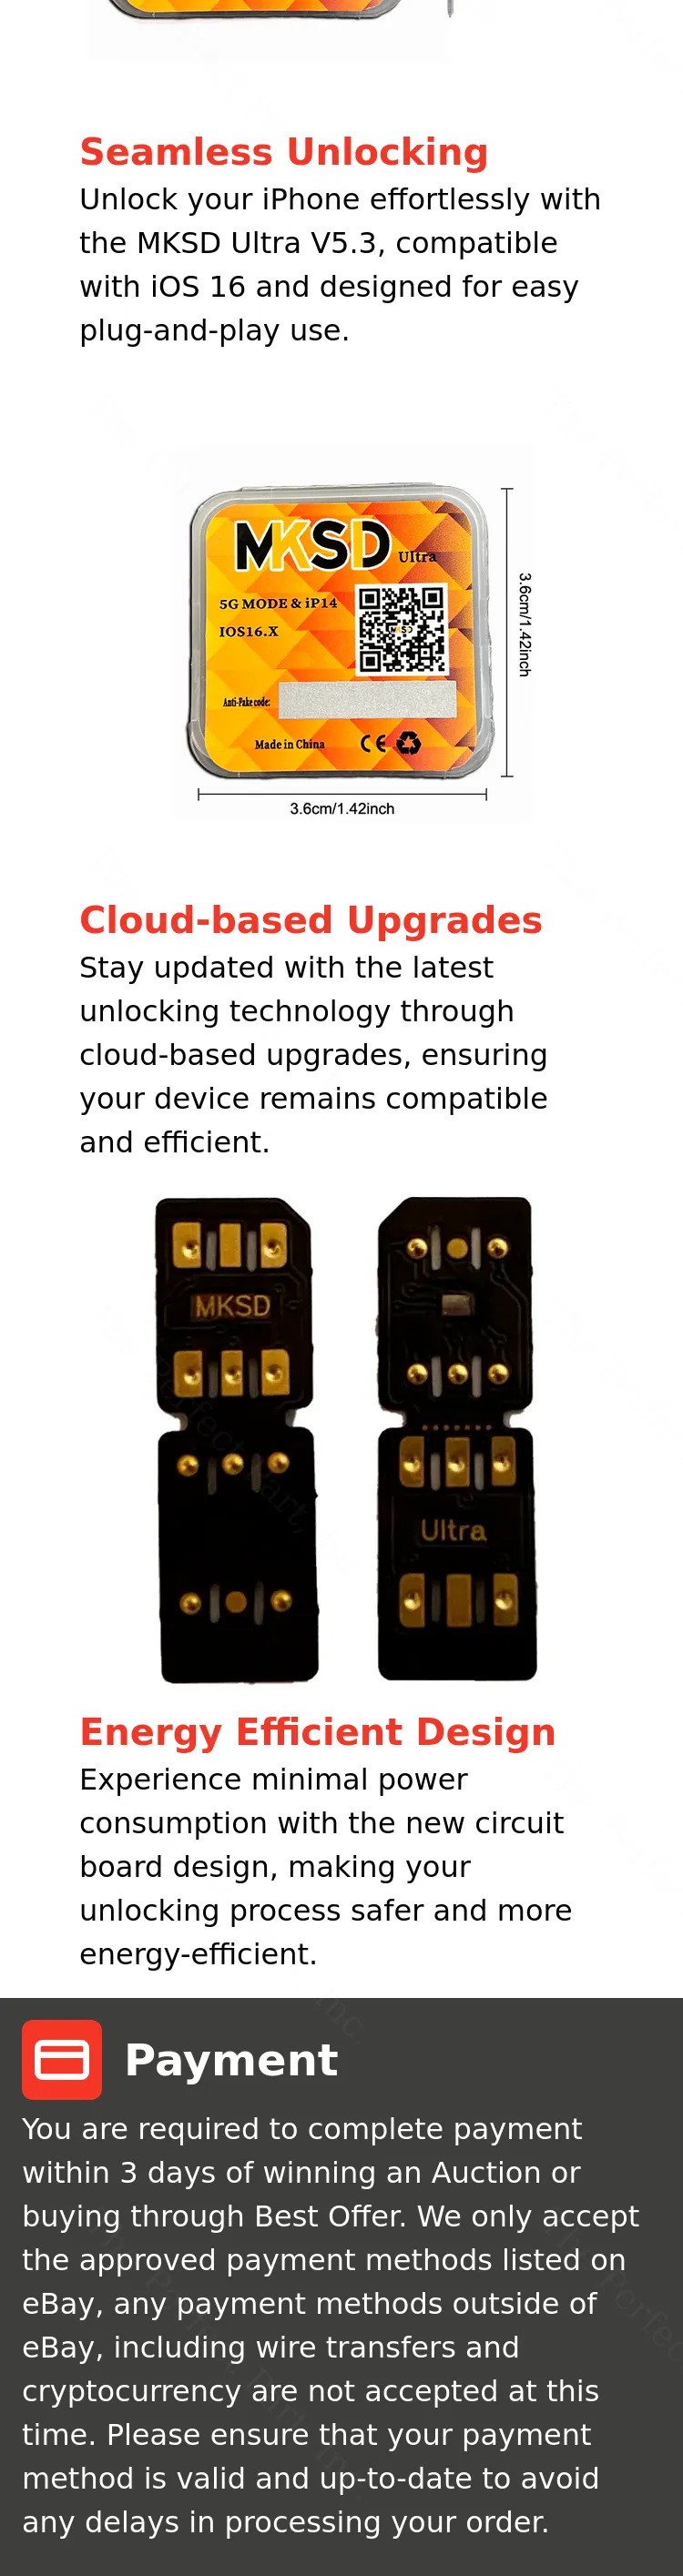 Seamless Unlocking
Unlock your iPhone effortlessly with
the MKSD Ultra V5.3, compatible
with iOS 16 and designed for easy
plug-and-play use.
MKSD Ultra
5G MODE & iP14
IOS16.X
MKSD
Anti-Fake code:
Made in China CE
3.6cm/1.42inch
3.6cm/1.42inch
Cloud-based Upgrades
Stay updated with the latest
unlocking technology through
cloud-based upgrades, ensuring
your device remains compatible
and efficient.
MKSD
Ultra
Energy Efficient Design
Experience minimal power
consumption with the new circuit
board design, making your
unlocking process safer and more
energy-efficient.
Payment
You are required to complete payment
within 3 days of winning an Auction or
buying through Best Offer. We only accept
the approved payment methods listed on
eBay, any payment methods outside of
eBay, including wire transfers and
cryptocurrency are not accepted at this
time. Please ensure that your payment
method is valid and up-to-date to avoid
any delays in processing your order.